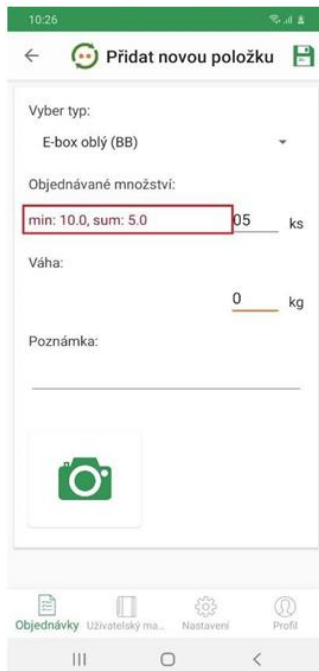 10:26
Přidat novou položku
Vyber typ:
E-box oblý (BB)
Objednávané množství:
min: 10.0, sum: 5.0 05 ks
Váha:
0 kg
Poznámka:
Objednávky Uživatelský ma... Nastavení Profil